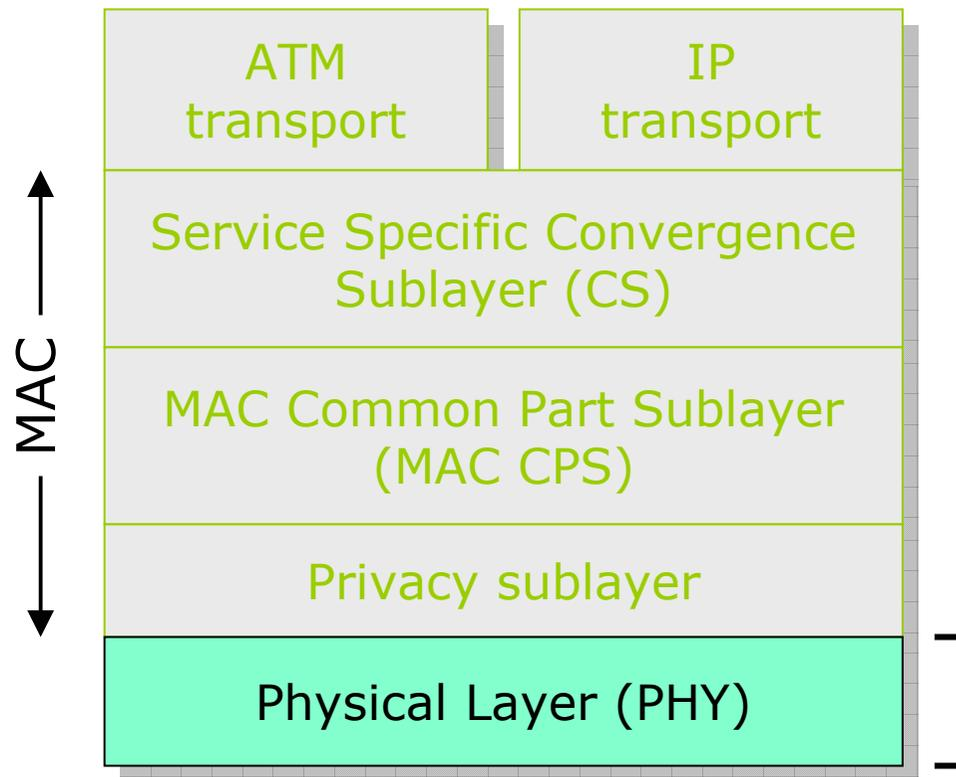 ATM
transport
IP
transport
Service Specific Convergence
Sublayer (CS)
MAC
MAC Common Part Sublayer
(MAC CPS)
Privacy sublayer
Physical Layer (PHY)